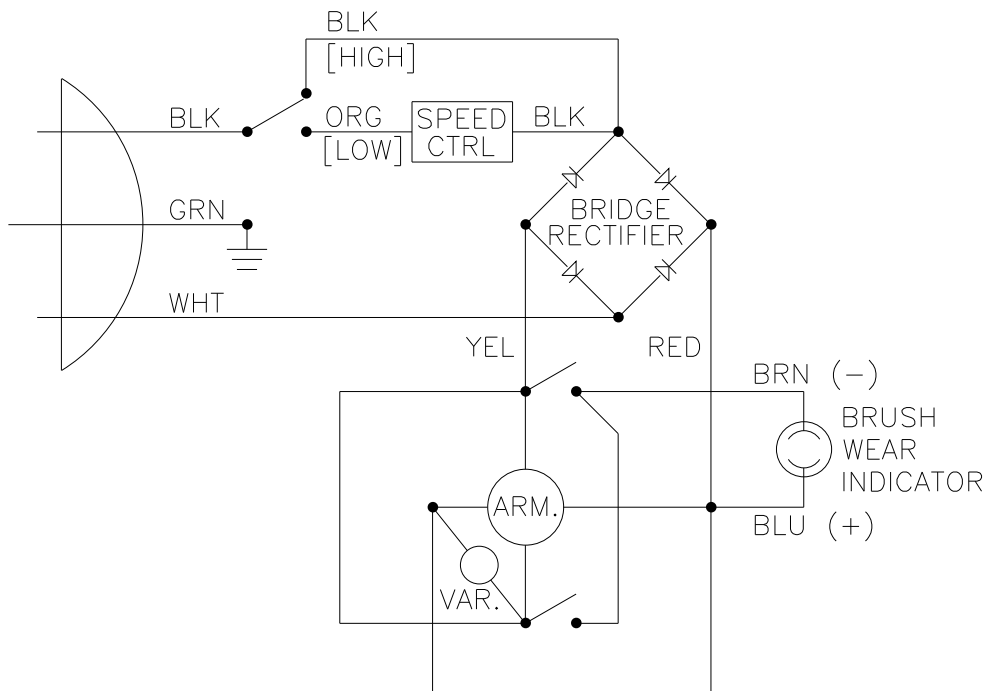 BLK
[HIGH]
BLK
ORG
[LOW]
SPEED
CTRL
BLK
GRN
BRIDGE
RECTIFIER
WHT
YEL
RED
BRN (−)
BRUSH
WEAR
INDICATOR
ARM.
BLU (+)
VAR.